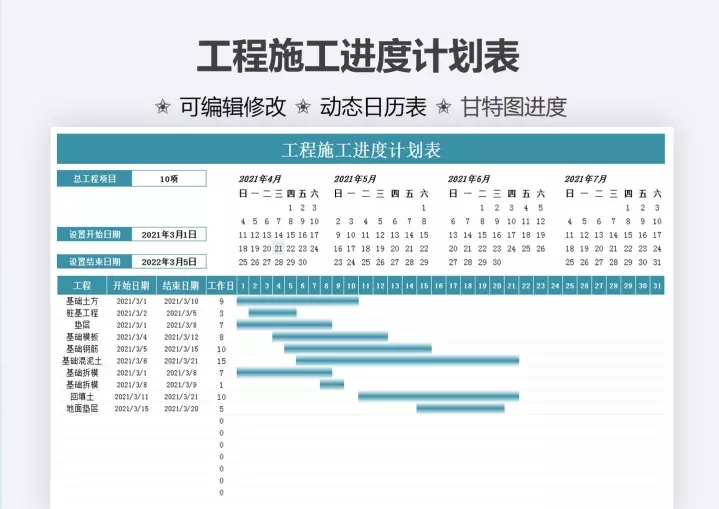 工程施工进度计划表
可编辑修改 动态日历表 甘特图进度
工程施工进度计划表
总工程项目 10项
设置开始日期 2021年3月1日
设置结束日期 2022年3月5日
2021年4月
日 一 二 三 四 五 六
1 2 3
4 5 6 7 8 9 10
11 12 13 14 15 16 17
18 19 20 21 22 23 24
25 26 27 28 29 30
2021年5月
日 一 二 三 四 五 六
1
2 3 4 5 6 7 8
9 10 11 12 13 14 15
16 17 18 19 20 21 22
23 24 25 26 27 28 29
2021年6月
日 一 二 三 四 五 六
1 2 3 4 5
6 7 8 9 10 11 12
13 14 15 16 17 18 19
20 21 22 23 24 25 26
27 28 29 30
2021年7月
日 一 二 三 四 五 六
1 2 3
4 5 6 7 8 9 10
11 12 13 14 15 16 17
18 19 20 21 22 23 24
25 26 27 28 29 30 31
工程 开始日期 结束日期 工作日 1 2 3 4 5 6 7 8 9 10 11 12 13 14 15 16 17 18 19 20 21 22 23 24 25 26 27 28 29 30 31
基础土方 2021/3/1 2021/3/10 9
桩基工程 2021/3/2 2021/3/5 3
垫层 2021/3/1 2021/3/8 7
基础模板 2021/3/4 2021/3/12 8
基础钢筋 2021/3/5 2021/3/15 10
基础混泥土 2021/3/6 2021/3/21 15
基础拆模 2021/3/1 2021/3/8 7
基础拆模 2021/3/8 2021/3/9 1
回填土 2021/3/11 2021/3/21 10
地面垫层 2021/3/15 2021/3/20 5
0
0
0
0
0
0
0